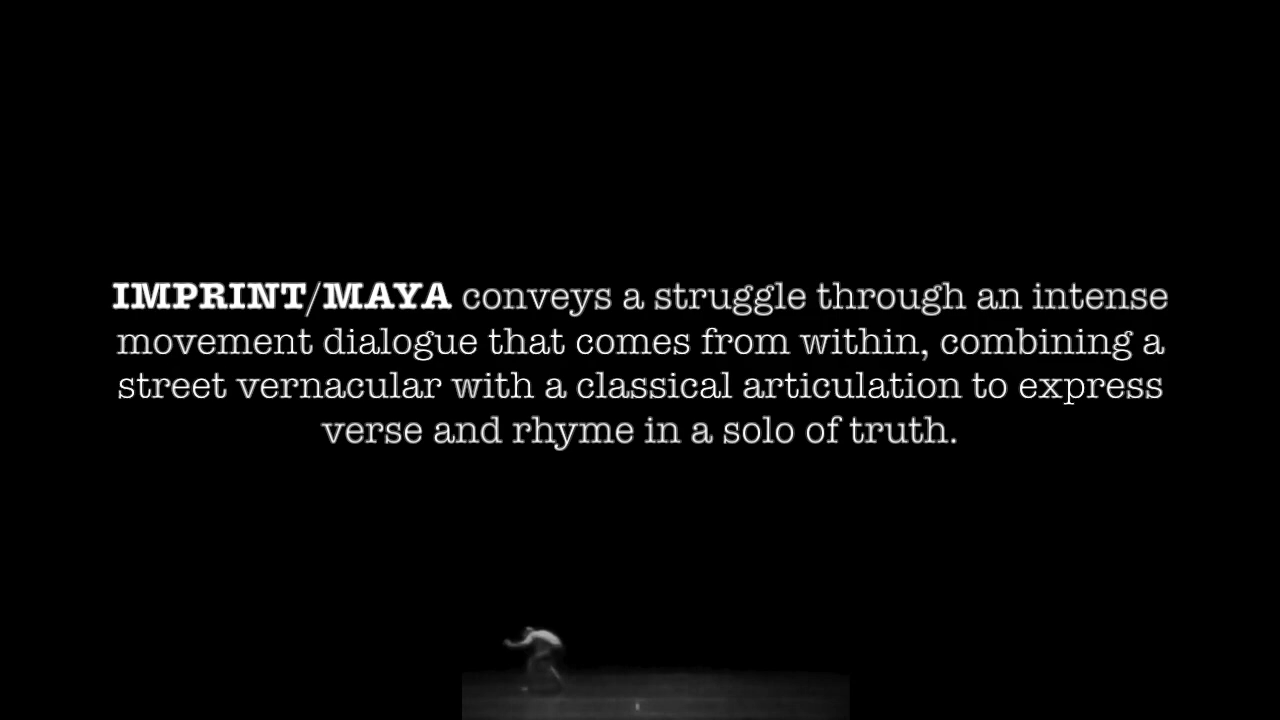 IMPRINT/MAYA conveys a struggle through an intense
movement dialogue that comes from within, combining a
street vernacular with a classical articulation to express
verse and rhyme in a solo of truth.